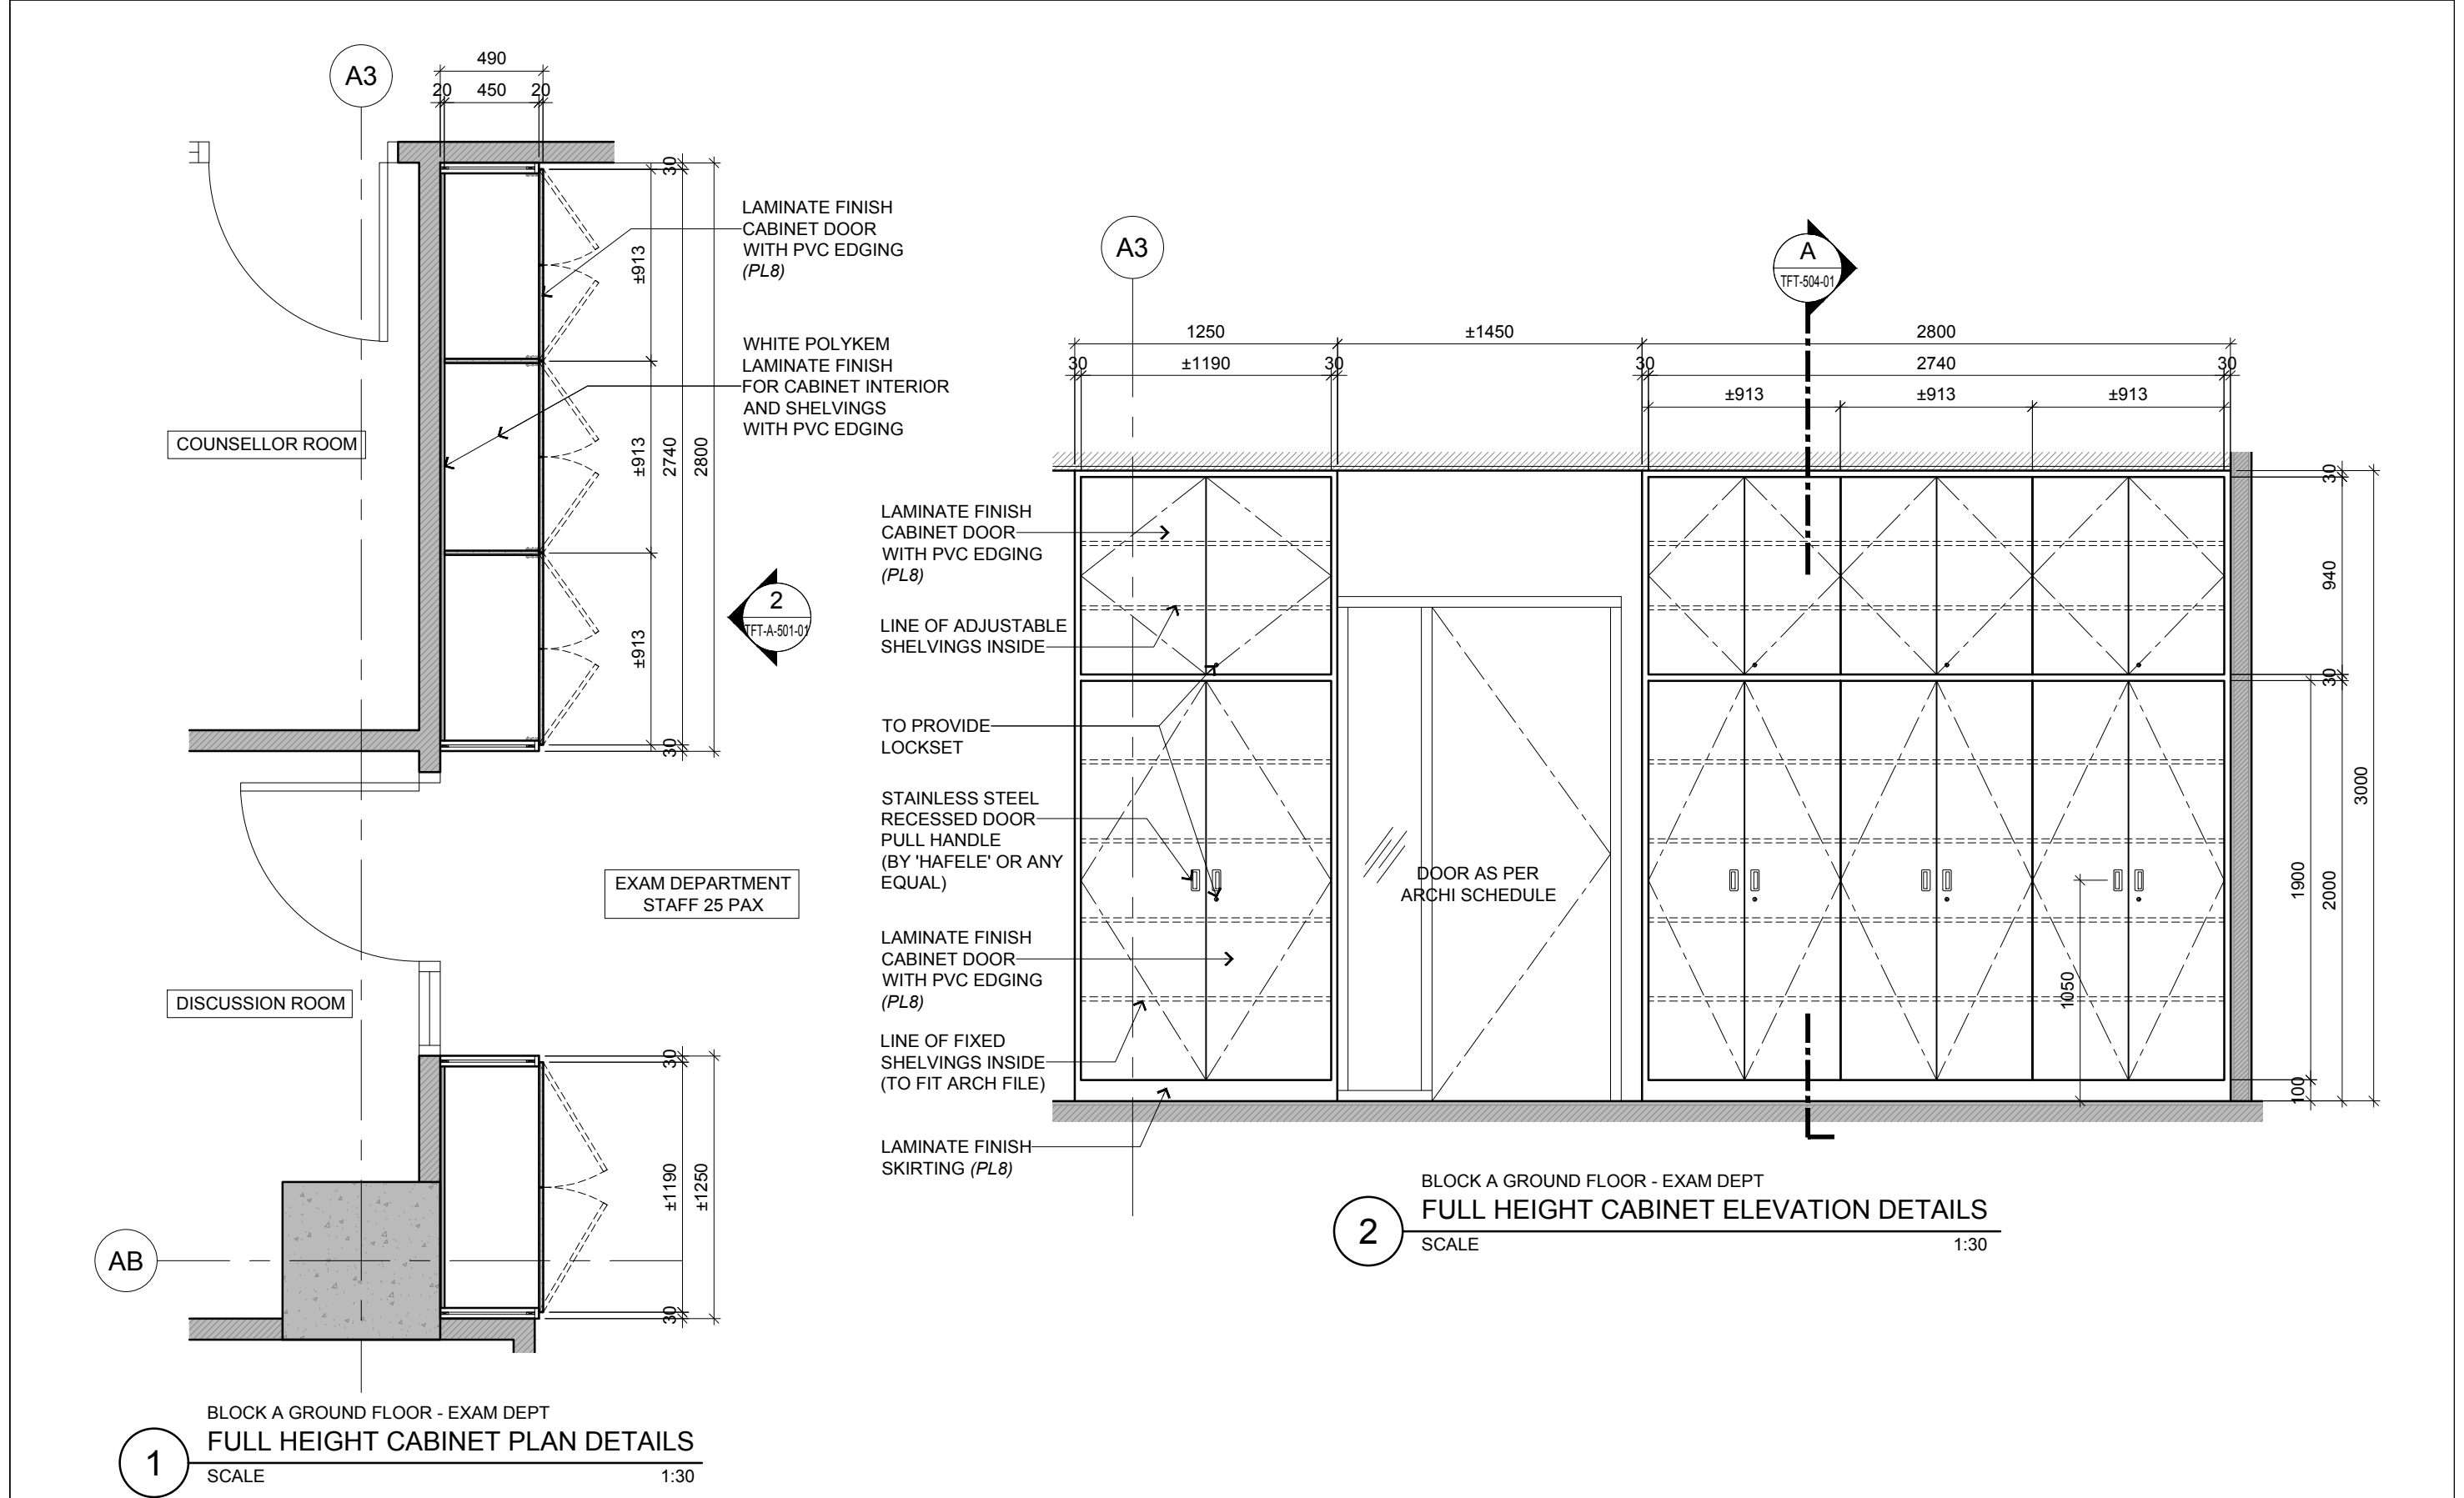 A3
490
20 450 20
30
±913
±913
±913
2740
2800
30
LAMINATE FINISH
CABINET DOOR
WITH PVC EDGING
(PL8)
WHITE POLYKEM
LAMINATE FINISH
FOR CABINET INTERIOR
AND SHELVINGS
WITH PVC EDGING
COUNSELLOR ROOM
2
TFT-A-501-01
EXAM DEPARTMENT
STAFF 25 PAX
DISCUSSION ROOM
30
±1190
±1250
30
AB
BLOCK A GROUND FLOOR - EXAM DEPT
1
FULL HEIGHT CABINET PLAN DETAILS
SCALE 1:30
A3
A
TFT-504-01
1250 ±1450 2800
30 ±1190 30 30 2740 30
±913 ±913 ±913
LAMINATE FINISH
CABINET DOOR
WITH PVC EDGING
(PL8)
LINE OF ADJUSTABLE
SHELVINGS INSIDE
TO PROVIDE
LOCKSET
STAINLESS STEEL
RECESSED DOOR
PULL HANDLE
(BY 'HAFELE' OR ANY
EQUAL)
LAMINATE FINISH
CABINET DOOR
WITH PVC EDGING
(PL8)
LINE OF FIXED
SHELVINGS INSIDE
(TO FIT ARCH FILE)
LAMINATE FINISH
SKIRTING (PL8)
DOOR AS PER
ARCHI SCHEDULE
30
940
30
1900
2000
3000
1050
100
BLOCK A GROUND FLOOR - EXAM DEPT
2
FULL HEIGHT CABINET ELEVATION DETAILS
SCALE 1:30